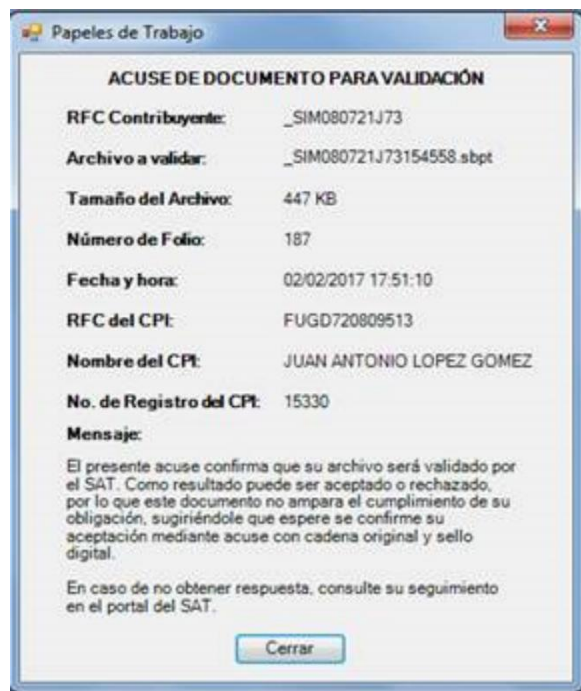 Papeles de Trabajo
ACUSE DE DOCUMENTO PARA VALIDACIÓN
RFC Contribuyente: _SIM080721J73
Archivo a validar: _SIM080721J73154558.sbpt
Tamaño del Archivo: 447 KB
Número de Folio: 187
Fecha y hora: 02/02/2017 17:51:10
RFC del CPI: FUGD720809513
Nombre del CPI: JUAN ANTONIO LOPEZ GOMEZ
No. de Registro del CPI: 15330
Mensaje:
El presente acuse confirma que su archivo será validado por
el SAT. Como resultado puede ser aceptado o rechazado,
por lo que este documento no ampara el cumplimiento de su
obligación, sugiriéndole que espere se confirme su
aceptación mediante acuse con cadena original y sello
digital.
En caso de no obtener respuesta, consulte su seguimiento
en el portal del SAT.
Cerrar